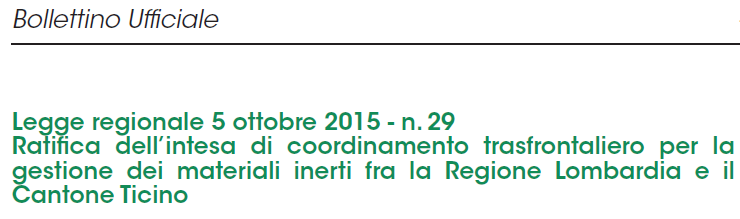 Bollettino Ufficiale
Legge regionale 5 ottobre 2015 - n. 29
Ratifica dell’intesa di coordinamento trasfrontaliero per la
gestione dei materiali inerti fra la Regione Lombardia e il
Cantone Ticino